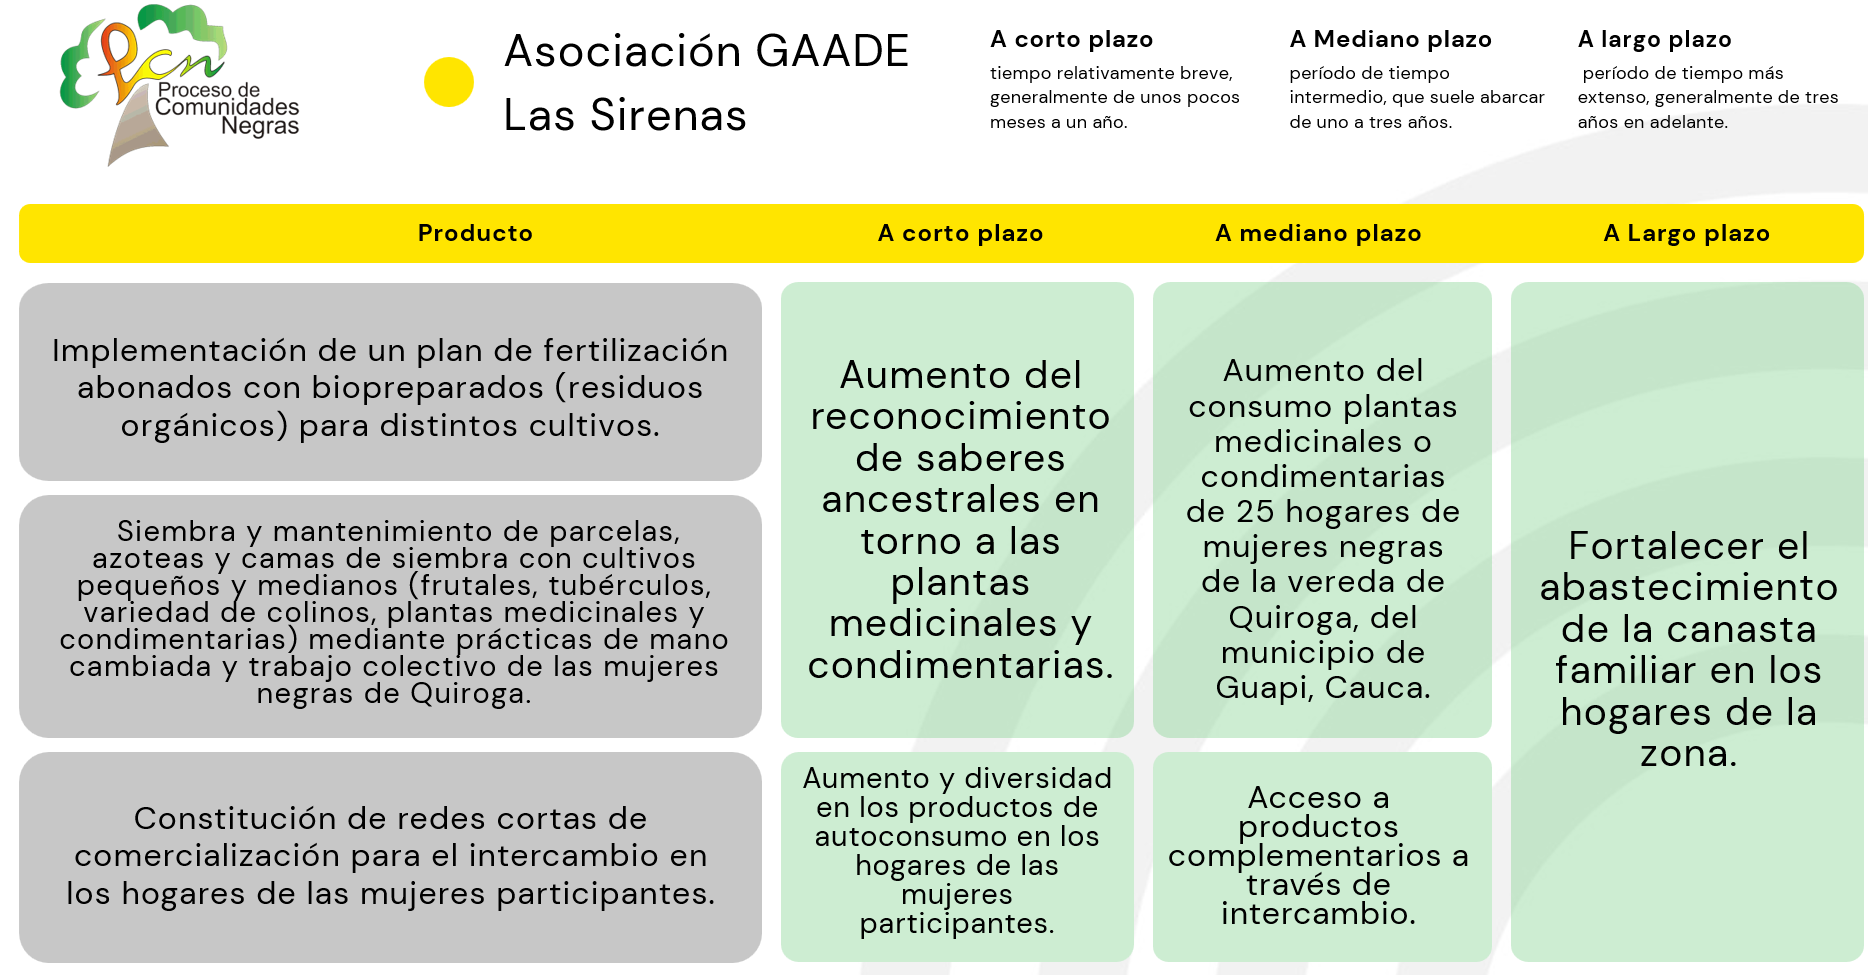 Pcn
Proceso de
Comunidades
Negras
Asociación GAADE
Las Sirenas
A corto plazo
tiempo relativamente breve,
generalmente de unos pocos
meses a un año.
A Mediano plazo
período de tiempo
intermedio, que suele abarcar
de uno a tres años.
A largo plazo
período de tiempo más
extenso, generalmente de tres
años en adelante.
Producto
A corto plazo
A mediano plazo
A Largo plazo
Implementación de un plan de fertilización
abonados con biopreparados (residuos
orgánicos) para distintos cultivos.
Siembra y mantenimiento de parcelas,
azoteas y camas de siembra con cultivos
pequeños y medianos (frutales, tubérculos,
variedad de colinos, plantas medicinales y
condimentarias) mediante prácticas de mano
cambiada y trabajo colectivo de las mujeres
negras de Quiroga.
Constitución de redes cortas de
comercialización para el intercambio en
los hogares de las mujeres participantes.
Aumento del
reconocimiento
de saberes
ancestrales en
torno a las
plantas
medicinales y
condimentarias.
Aumento y diversidad
en los productos de
autoconsumo en los
hogares de las
mujeres
participantes.
Aumento del
consumo plantas
medicinales o
condimentarias
de 25 hogares de
mujeres negras
de la vereda de
Quiroga, del
municipio de
Guapi, Cauca.
Acceso a
productos
complementarios a
través de
intercambio.
Fortalecer el
abastecimiento
de la canasta
familiar en los
hogares de la
zona.